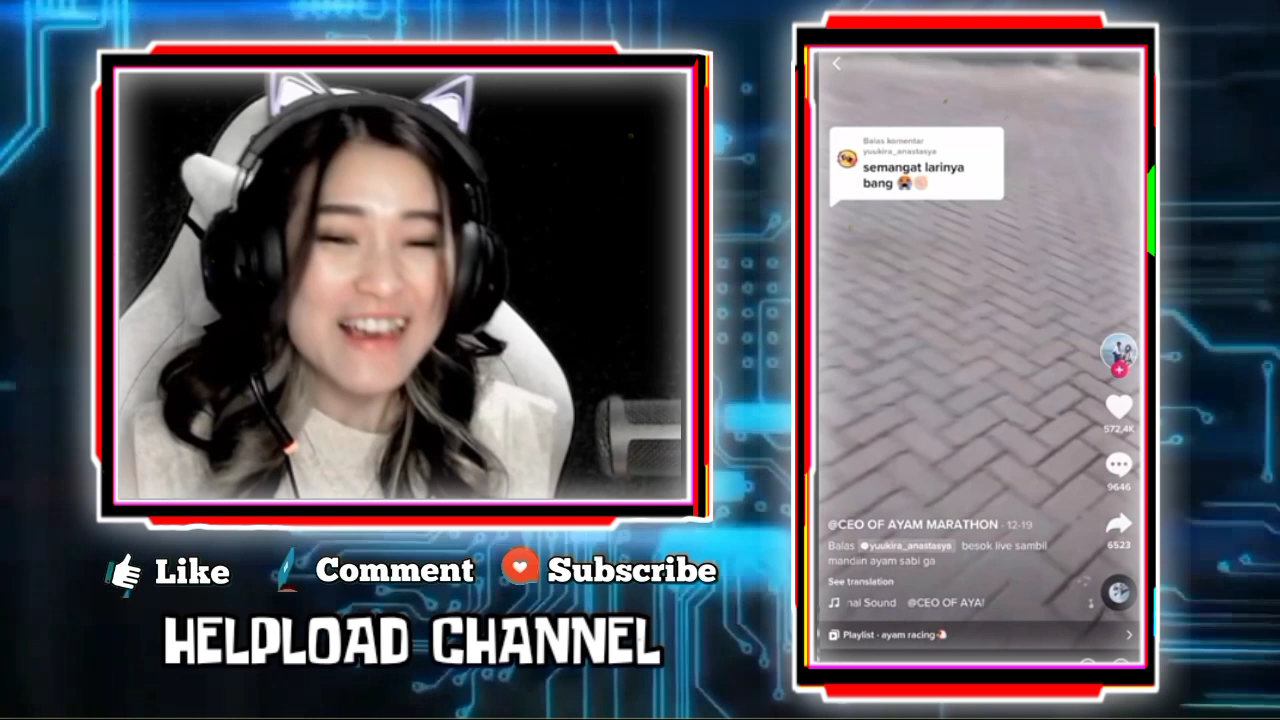 Balas komentar
yuukira_anastasya
semangat larinya
bang 😭👊🏻
572,4K
9646
6523
@CEO OF AYAM MARATHON · 12-19
Balas yuukira_anastasya besok live sambil
mandiin ayam sabi ga
See translation
nal Sound @CEO OF AYA
Playlist · ayam racing🐔
Like Comment Subscribe
HELPLOAD CHANNEL